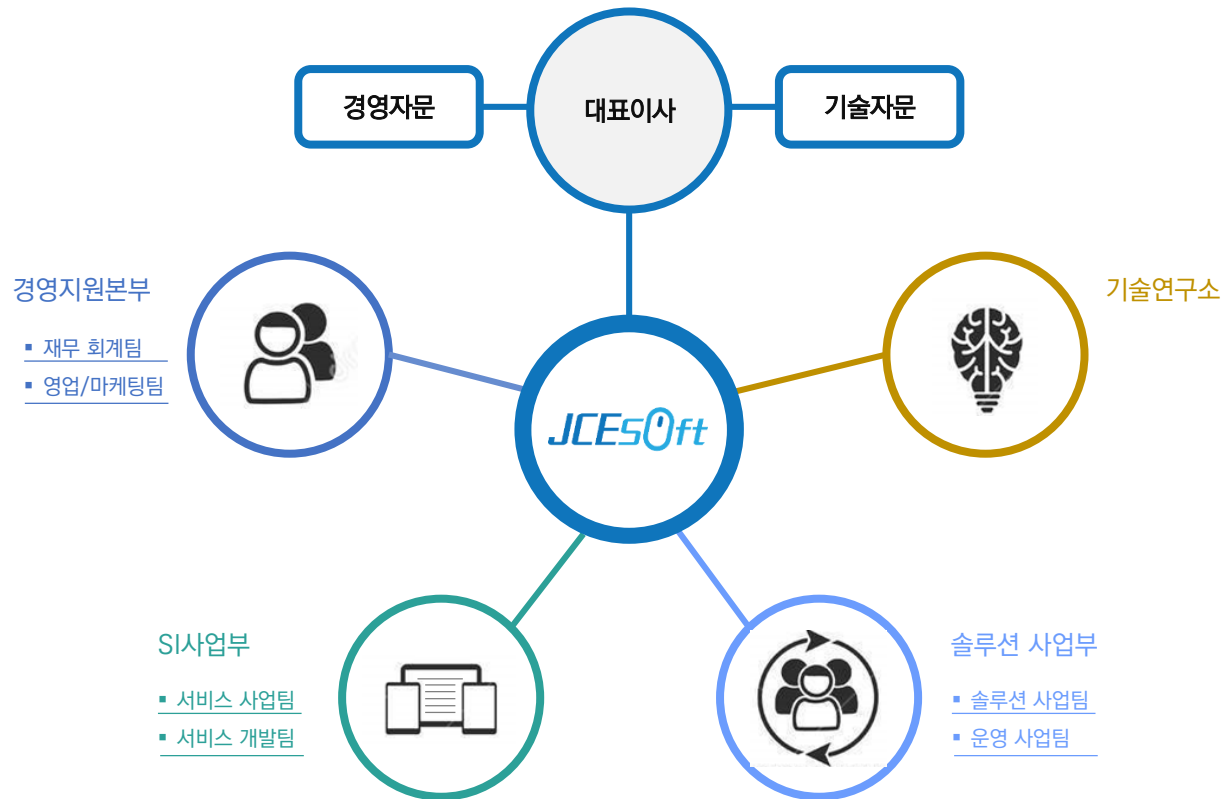 경영자문
대표이사
기술자문
경영지원본부
▪ 재무 회계팀
▪ 영업/마케팅팀
기술연구소
JCESoft
SI사업부
▪ 서비스 사업팀
▪ 서비스 개발팀
솔루션 사업부
▪ 솔루션 사업팀
▪ 운영 사업팀